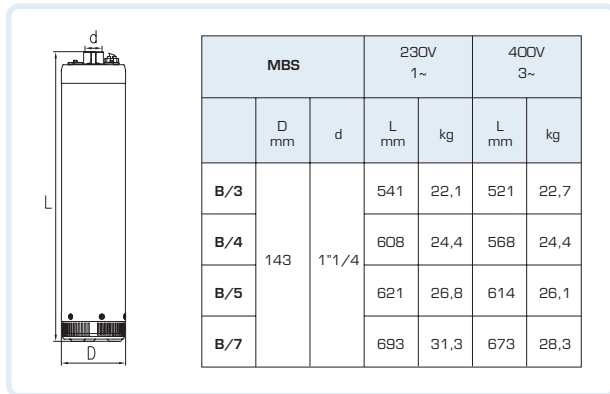 d
L
D
MBS 230V 400V
1~ 3~
D d L kg L kg
mm mm mm
B/3 541 22,1 521 22,7
B/4 608 24,4 568 24,4
143 1”1/4
B/5 621 26,8 614 26,1
B/7 693 31,3 673 28,3